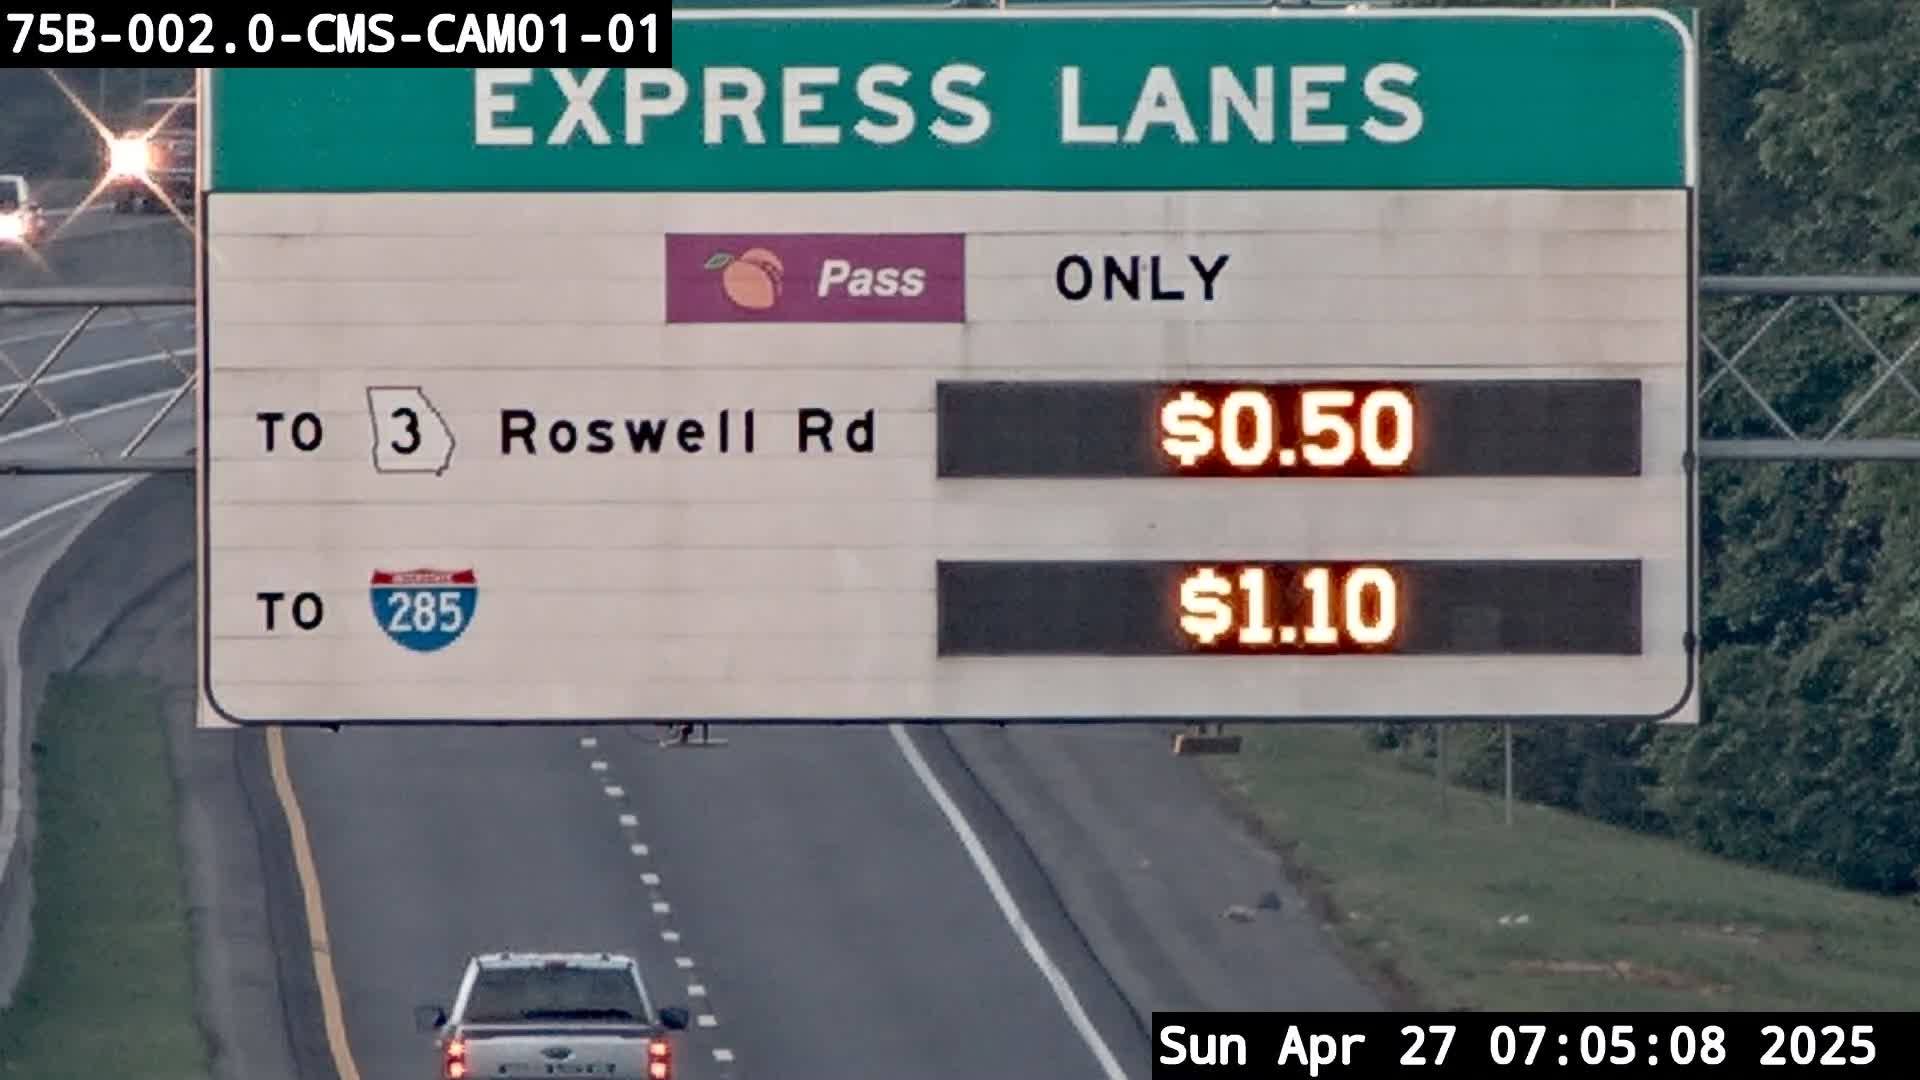 75B-002.0-CMS-CAM01-01
EXPRESS LANES
Pass ONLY
TO 3 Roswell Rd $0.50
TO 285 $1.10
Sun Apr 27 07:05:08 2025